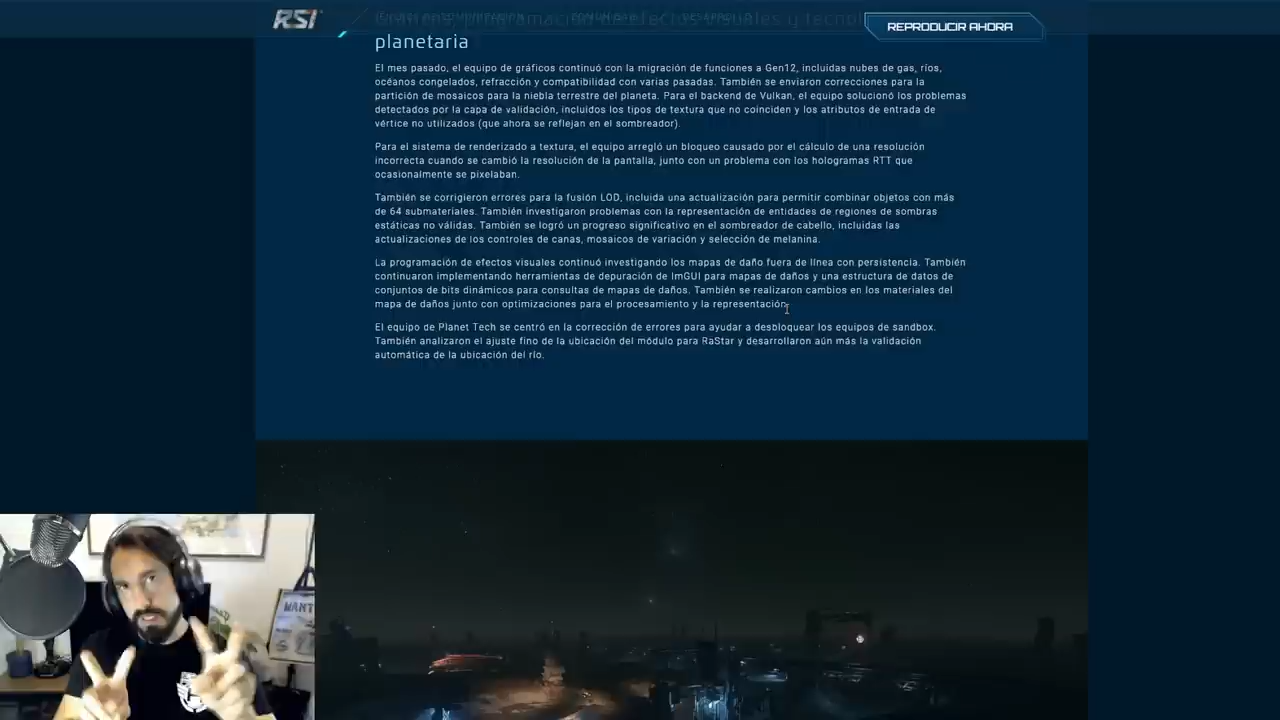 RSI
REPRODUCIR AHORA
planetaria
El mes pasado, el equipo de gráficos continuó con la migración de funciones a Gen12, incluidas nubes de gas, ríos,
océanos congelados, refracción y compatibilidad con varias pasadas. También se enviaron correcciones para la
partición de mosaicos para la niebla terrestre del planeta. Para el backend de Vulkan, el equipo solucionó los problemas
detectados por la capa de validación, incluidos los tipos de textura que no coinciden y los atributos de entrada de
vértice no utilizados (que ahora se reflejan en el sombreador).
Para el sistema de renderizado a textura, el equipo arregló un bloqueo causado por el cálculo de una resolución
incorrecta cuando se cambió la resolución de la pantalla, junto con un problema con los hologramas RTT que
ocasionalmente se pixelaban.
También se corrigieron errores para la fusión LOD, incluida una actualización para permitir combinar objetos con más
de 64 submateriales. También investigaron problemas con la representación de entidades de regiones de sombras
estáticas no válidas. También se logró un progreso significativo en el sombreador de cabello, incluidas las
actualizaciones de los controles de canas, mosaicos de variación y selección de melanina.
La programación de efectos visuales continuó investigando los mapas de daño fuera de línea con persistencia. También
continuaron implementando herramientas de depuración de ImGUI para mapas de daños y una estructura de datos de
conjuntos de bits dinámicos para consultas de mapas de daños. También se realizaron cambios en los materiales del
mapa de daños junto con optimizaciones para el procesamiento y la representación.
El equipo de Planet Tech se centró en la corrección de errores para ayudar a desbloquear los equipos de sandbox.
También analizaron el ajuste fino de la ubicación del módulo para RaStar y desarrollaron aún más la validación
automática de la ubicación del río.